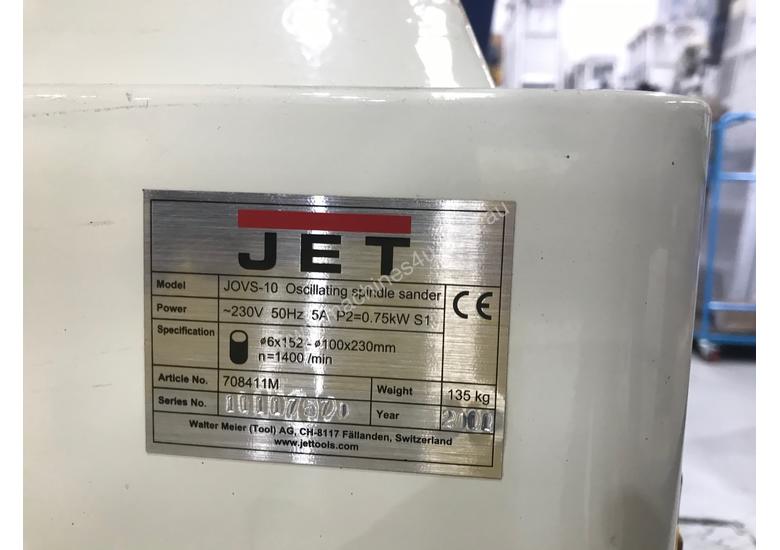 JET
Model JOVS-10 Oscillating spindle sander
Power ~230V 50Hz 5A P2=0.75kW S1
CE
Specification ø6x152 - ø100x230mm
n=1400 /min
Article No. 708411M Weight 135 kg
Series No. Year
Walter Meier (Tool) AG, CH-8117 Fällanden, Switzerland
www.jettools.com